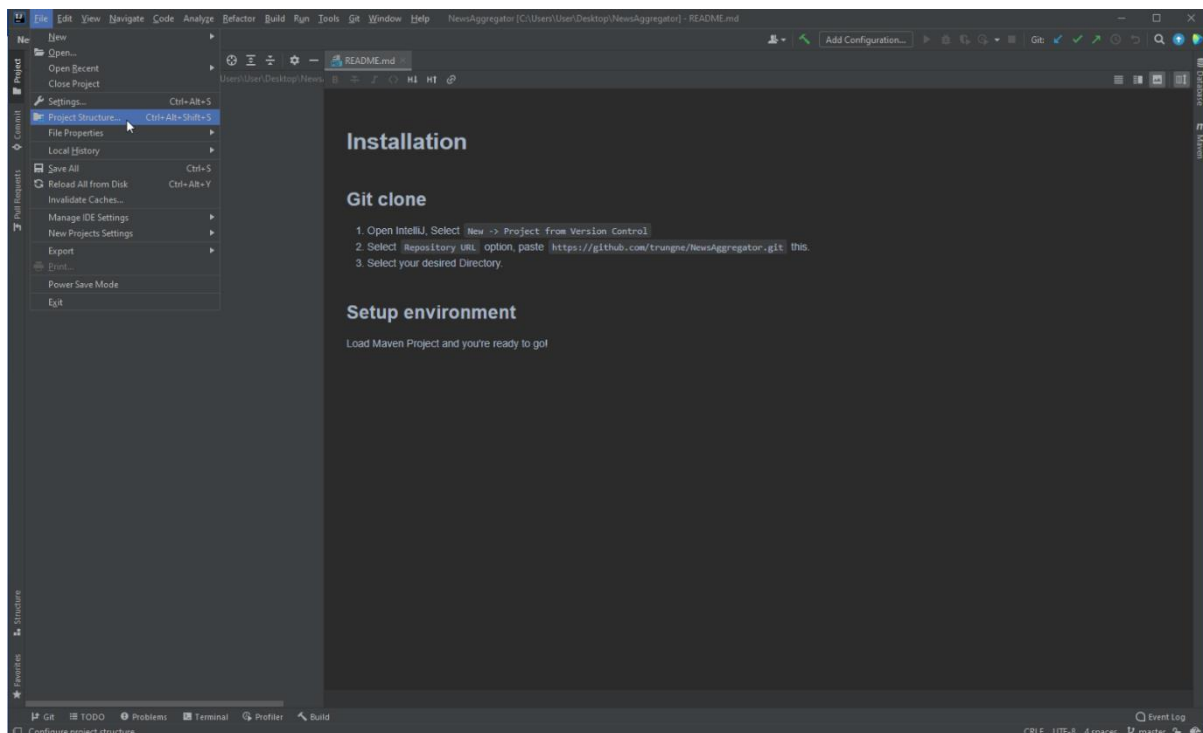 File Edit View Navigate Code Analyze Refactor Build Run Tools Git Window Help NewsAggregator [C:\Users\User\Desktop\NewsAggregator] - README.md
Ne
Add Configuration...
Git:
New
Open...
Open Recent
Close Project
Settings... Ctrl+Alt+S
Project Structure... Ctrl+Alt+Shift+S
File Properties
Local History
Save All Ctrl+S
Reload All from Disk Ctrl+Alt+Y
Invalidate Caches...
Manage IDE Settings
New Projects Settings
Export
Print...
Power Save Mode
Exit
Project
Commit
Pull Requests
Structure
Favorites
README.md
Users\User\Desktop\News
B I H↓ H↑
Installation
Git clone
1. Open IntelliJ, Select New -> Project from Version Control
2. Select Repository URL option, paste https://github.com/trungne/NewsAggregator.git this.
3. Select your desired Directory.
Setup environment
Load Maven Project and you're ready to go!
Database
Maven
Git TODO Problems Terminal Profiler Build Event Log
Configure project structure CRLF UTF-8 4 spaces master